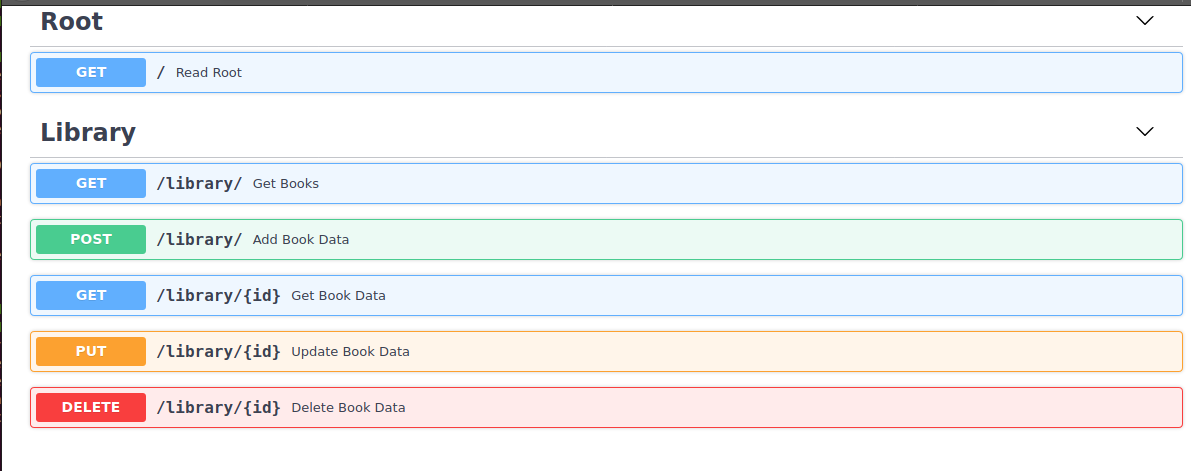 Root
GET / Read Root
Library
GET /library/ Get Books
POST /library/ Add Book Data
GET /library/{id} Get Book Data
PUT /library/{id} Update Book Data
DELETE /library/{id} Delete Book Data